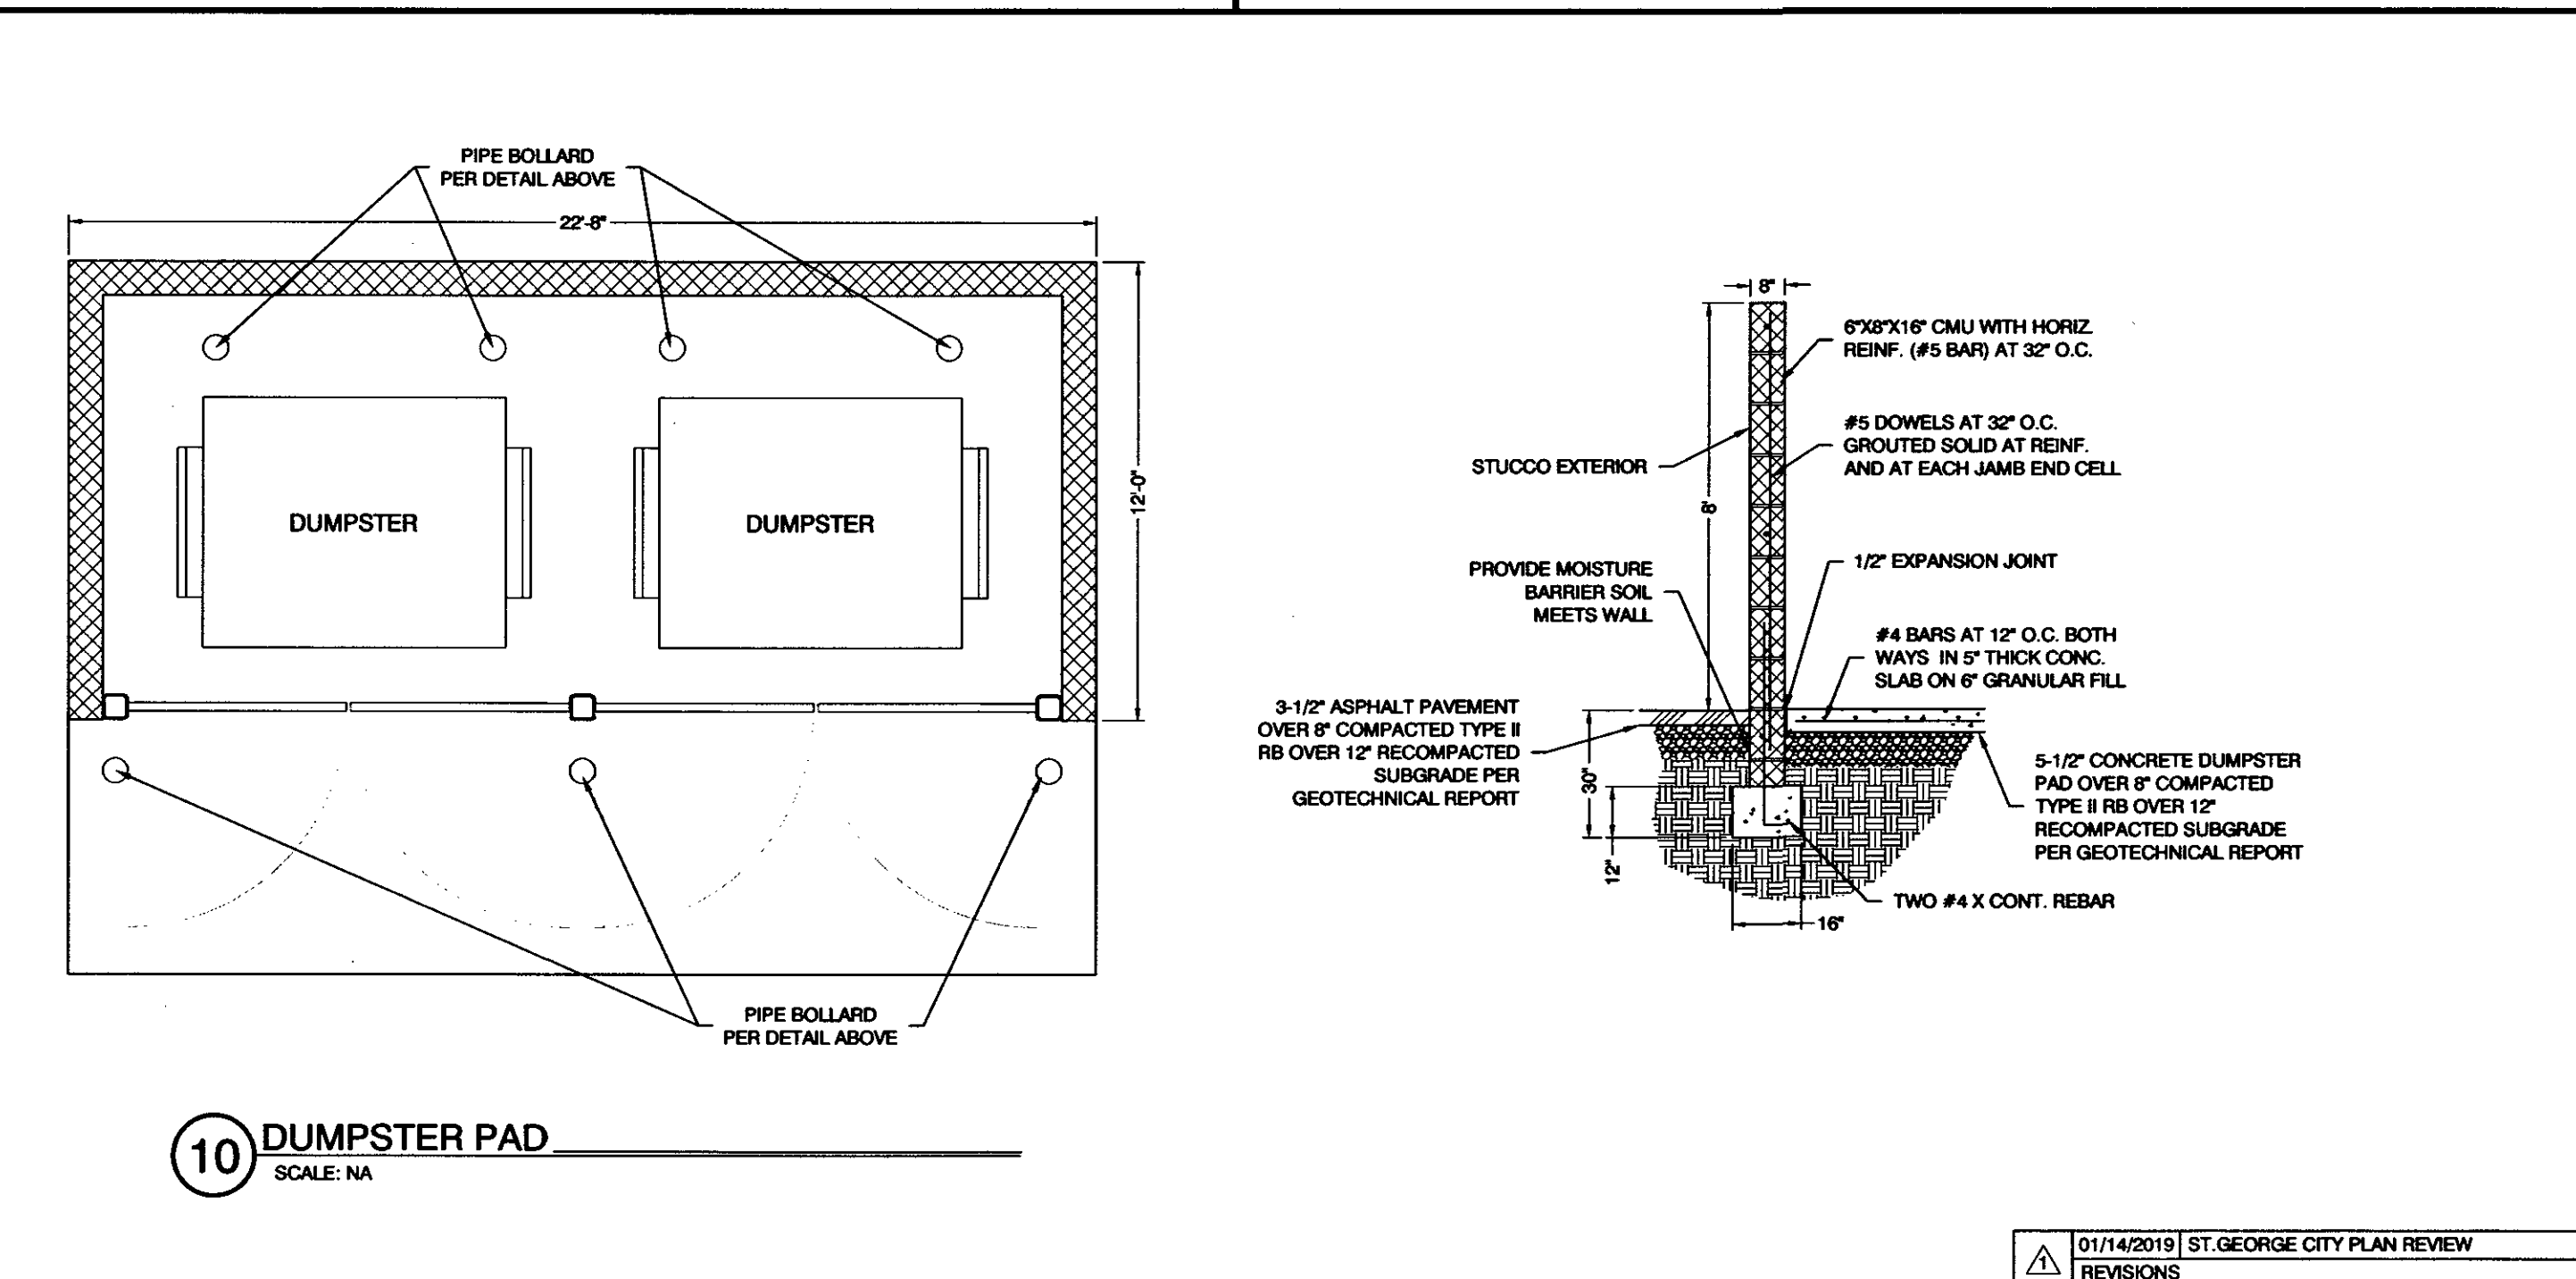 PIPE BOLLARD
PER DETAIL ABOVE
22'-8"
12'-0"
DUMPSTER
DUMPSTER
PIPE BOLLARD
PER DETAIL ABOVE
10
DUMPSTER PAD
SCALE: NA
8"
6"X8"X16" CMU WITH HORIZ.
REINF. (#5 BAR) AT 32" O.C.
#5 DOWELS AT 32" O.C.
GROUTED SOLID AT REINF.
AND AT EACH JAMB END CELL
STUCCO EXTERIOR
8'
1/2" EXPANSION JOINT
PROVIDE MOISTURE
BARRIER SOIL
MEETS WALL
#4 BARS AT 12" O.C. BOTH
WAYS IN 5" THICK CONC.
SLAB ON 6" GRANULAR FILL
3-1/2" ASPHALT PAVEMENT
OVER 8" COMPACTED TYPE II
RB OVER 12" RECOMPACTED
SUBGRADE PER
GEOTECHNICAL REPORT
30"
12"
5-1/2" CONCRETE DUMPSTER
PAD OVER 8" COMPACTED
TYPE II RB OVER 12"
RECOMPACTED SUBGRADE
PER GEOTECHNICAL REPORT
TWO #4 X CONT. REBAR
16"
1
01/14/2019 ST.GEORGE CITY PLAN REVIEW
REVISIONS